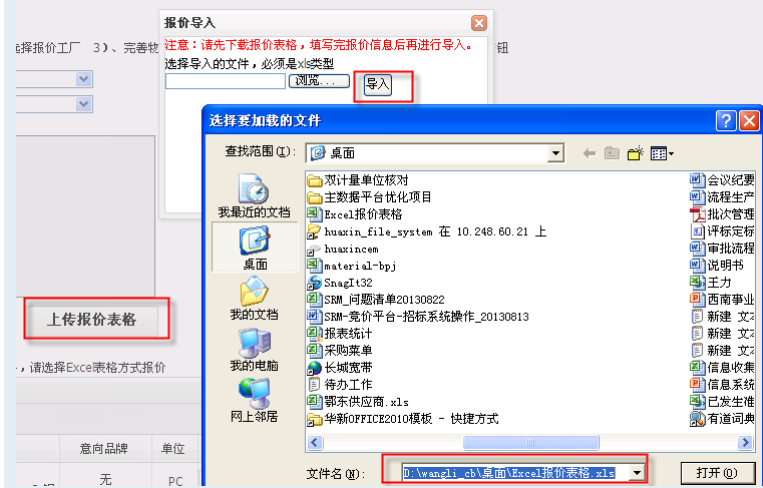 报价导入
选择报价工厂 3）、完善物
钮
注意：请先下载报价表格，填写完报价信息后再进行导入。
选择导入的文件，必须是xls类型
浏览...
导入
选择要加载的文件
查找范围(I):
桌面
我最近的文档
桌面
我的文档
我的电脑
网上邻居
双计量单位核对
主数据平台优化项目
Excel报价表格
huaxin_file_system 在 10.248.60.21 上
huaxincem
material-bpj
SnagIt32
SRM_问题清单20130822
SRM-竞价平台-招标系统操作_20130813
报表统计
采购菜单
长城宽带
待办工作
鄂东供应商.xls
华新OFFICE2010模板 - 快捷方式
会议纪要
流程生产
批次管理
评标定标
审批流程
说明书
王力
西南事业
新建 文
新建 文
新建 文
信息收集
信息系统
已发生准
有道词典
文件名(N):
D:\wangli_cb\桌面\Excel报价表格.xls
打开(O)
上传报价表格
，请选择Excel表格方式报价
意向品牌
单位
无
PC